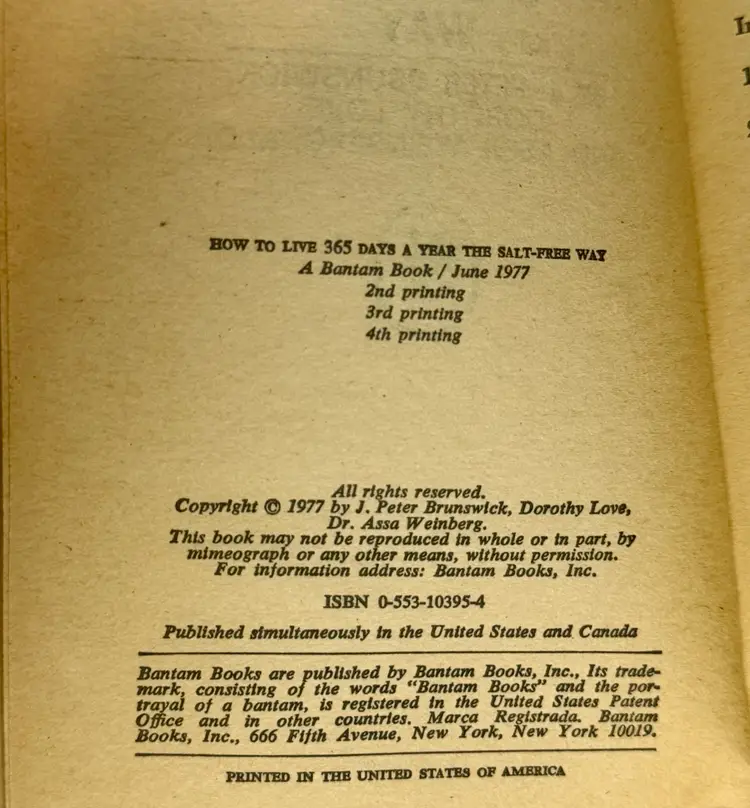 HOW TO LIVE 365 DAYS A YEAR THE SALT-FREE WAY
A Bantam Book / June 1977
2nd printing
3rd printing
4th printing
All rights reserved.
Copyright © 1977 by J. Peter Brunswick, Dorothy Love,
Dr. Assa Weinberg.
This book may not be reproduced in whole or in part, by
mimeograph or any other means, without permission.
For information address: Bantam Books, Inc.
ISBN 0-553-10395-4
Published simultaneously in the United States and Canada
Bantam Books are published by Bantam Books, Inc., Its trade-
mark, consisting of the words "Bantam Books" and the por-
trayal of a bantam, is registered in the United States Patent
Office and in other countries. Marca Registrada. Bantam
Books, Inc., 666 Fifth Avenue, New York, New York 10019.
PRINTED IN THE UNITED STATES OF AMERICA